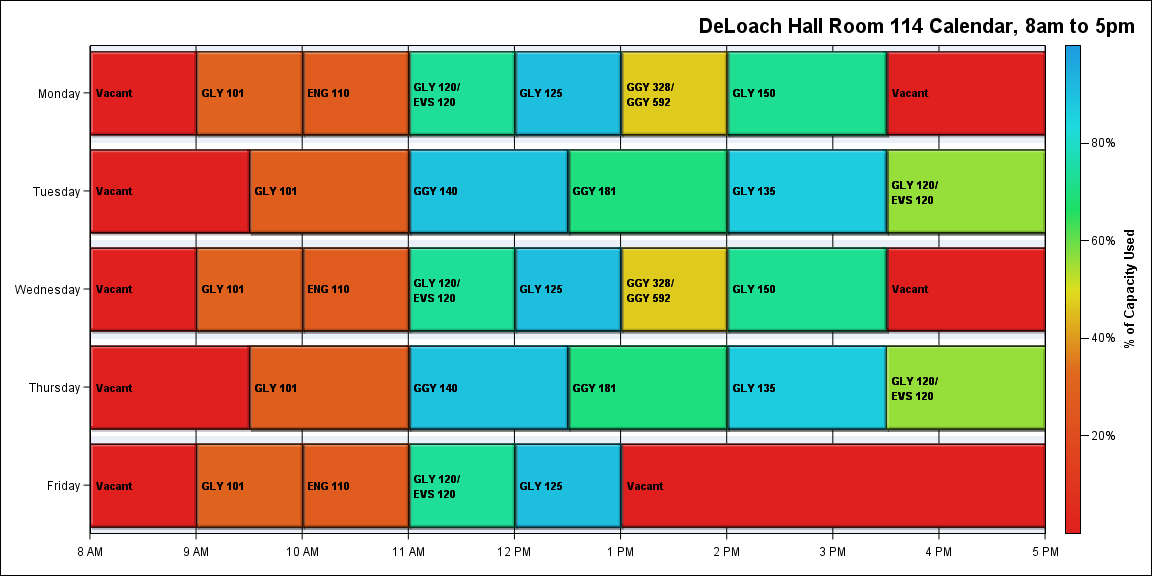 DeLoach Hall Room 114 Calendar, 8am to 5pm
Monday
Vacant
GLY 101
ENG 110
GLY 120/
EVS 120
GLY 125
GGY 328/
GGY 592
GLY 150
Vacant
Tuesday
Vacant
GLY 101
GGY 140
GGY 181
GLY 135
GLY 120/
EVS 120
Wednesday
Vacant
GLY 101
ENG 110
GLY 120/
EVS 120
GLY 125
GGY 328/
GGY 592
GLY 150
Vacant
Thursday
Vacant
GLY 101
GGY 140
GGY 181
GLY 135
GLY 120/
EVS 120
Friday
Vacant
GLY 101
ENG 110
GLY 120/
EVS 120
GLY 125
Vacant
8 AM
9 AM
10 AM
11 AM
12 PM
1 PM
2 PM
3 PM
4 PM
5 PM
80%
60%
40%
20%
% of Capacity Used